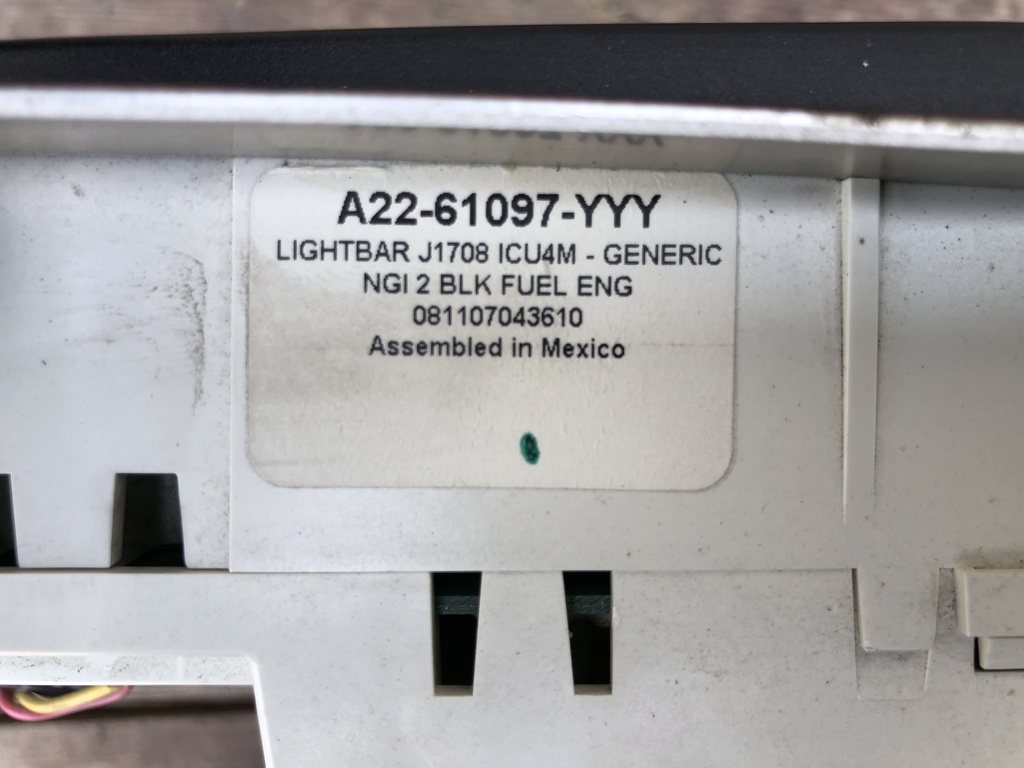 A22-61097-YYY
LIGHTBAR J1708 ICU4M - GENERIC
NGI 2 BLK FUEL ENG
081107043610
Assembled in Mexico